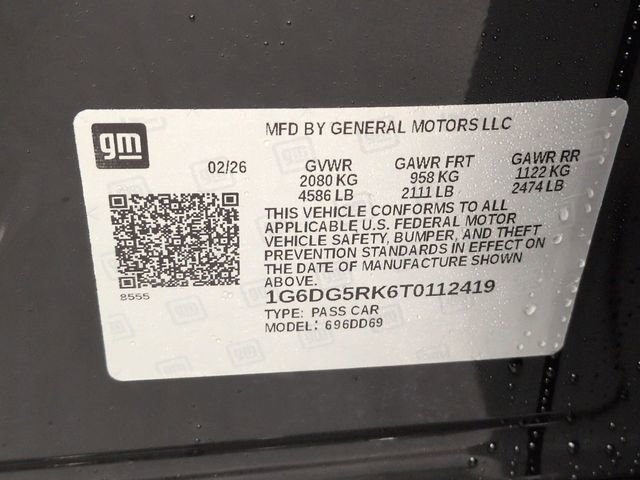 gm
MFD BY GENERAL MOTORS LLC
02/26 GVWR GAWR FRT GAWR RR
2080 KG 958 KG 1122 KG
4586 LB 2111 LB 2474 LB
THIS VEHICLE CONFORMS TO ALL
APPLICABLE U.S. FEDERAL MOTOR
VEHICLE SAFETY, BUMPER, AND THEFT
PREVENTION STANDARDS IN EFFECT ON
THE DATE OF MANUFACTURE SHOWN
ABOVE.
8555
1G6DG5RK6T0112419
TYPE: PASS CAR
MODEL: 696DD69